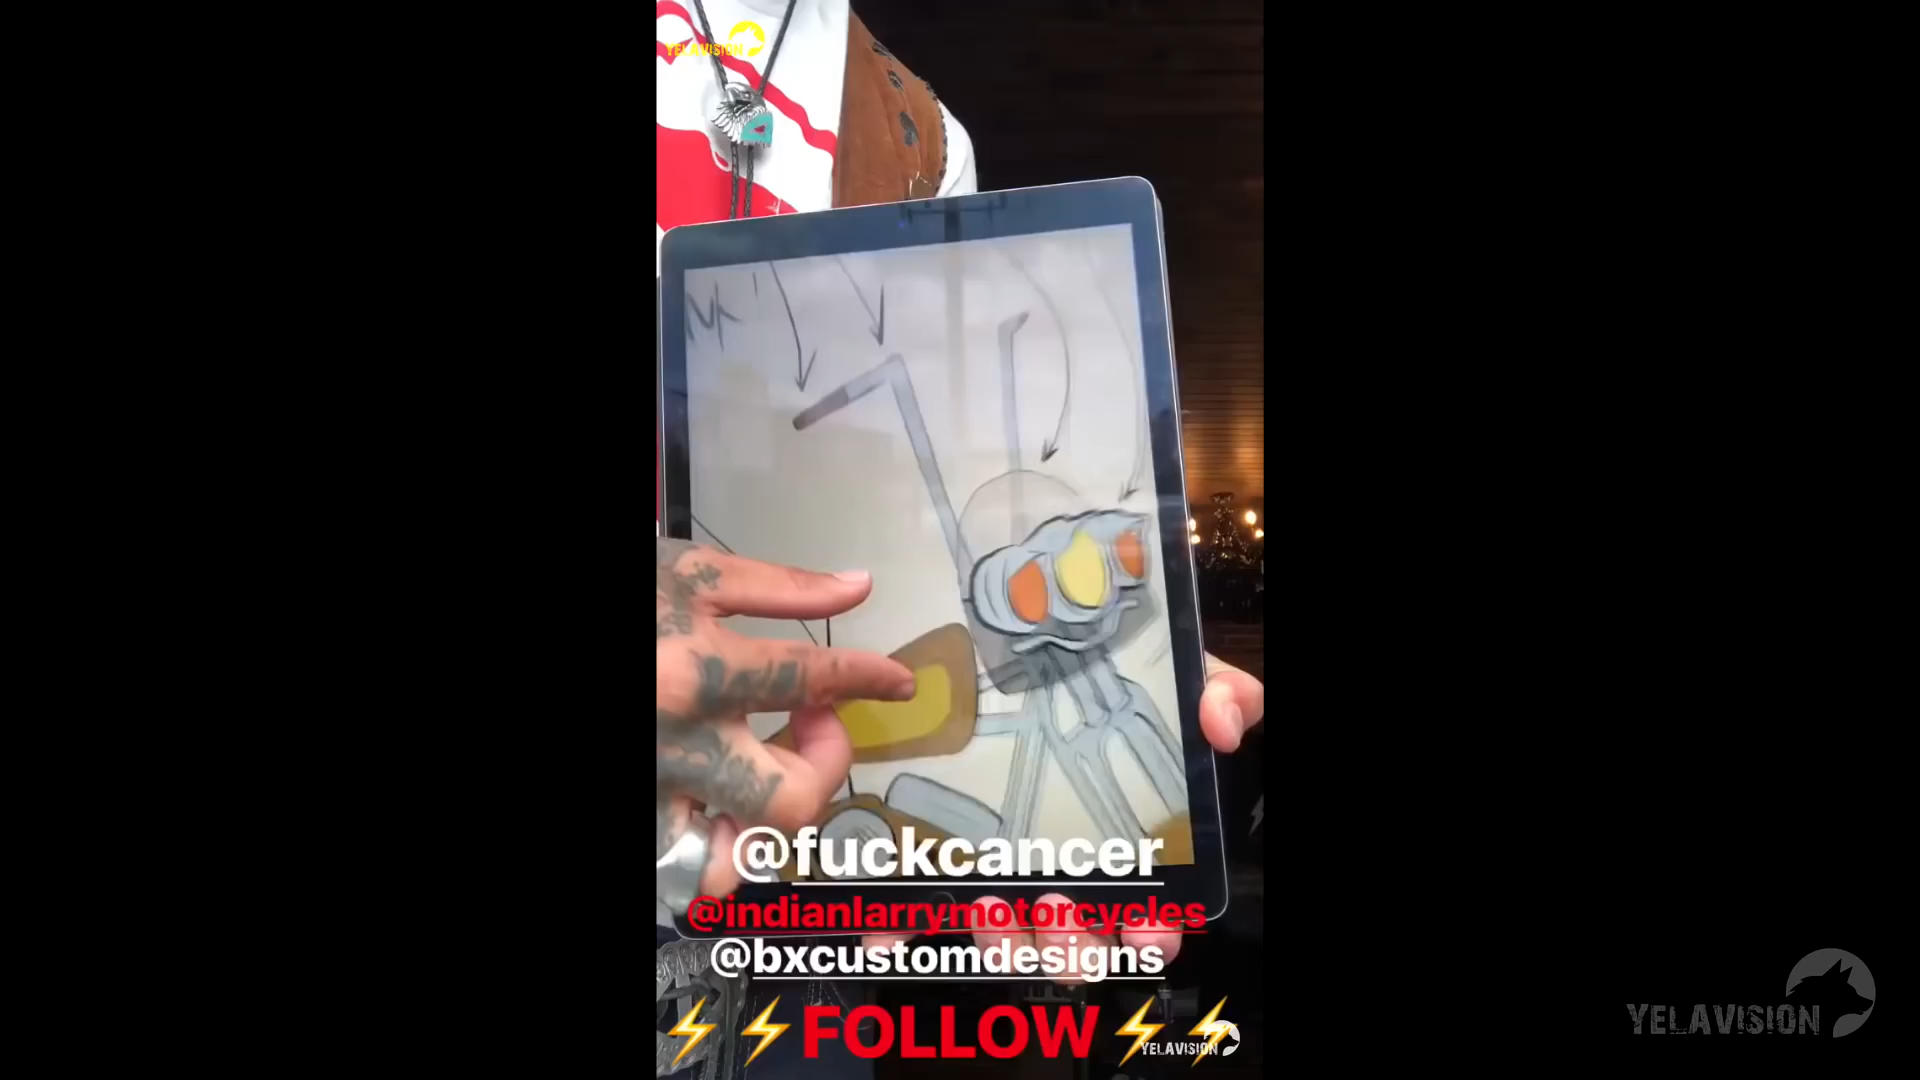 YELAVISION
@fuckcancer
@indianlarrymotorcycles
@bxcustomdesigns
FOLLOW
YELAVISION
YELAVISION